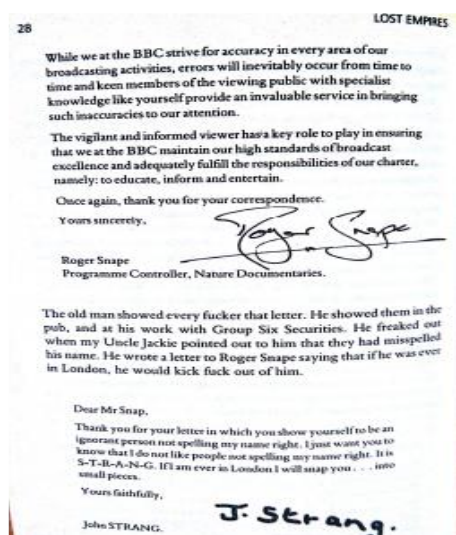 28
LOST EMPIRES
While we at the BBC strive for accuracy in every area of our
broadcasting activities, errors will inevitably occur from time to
time and keen members of the viewing public with specialist
knowledge like yourself provide an invaluable service in bringing
such inaccuracies to our attention.
The vigilant and informed viewer has a key role to play in ensuring
that we at the BBC maintain our high standards of broadcast
excellence and adequately fulfill the responsibilities of our charter,
namely: to educate, inform and entertain.
Once again, thank you for your correspondence.
Yours sincerely,
Roger Snape
Roger Snape
Programme Controller, Nature Documentaries.
The old man showed every fucker that letter. He showed them in the
pub, and at his work with Group Six Securities. He freaked out
when my Uncle Jackie pointed out to him that they had misspelled
his name. He wrote a letter to Roger Snape saying that if he was ever
in London, he would kick fuck out of him.
Dear Mr Snap,
Thank you for your letter in which you show yourself to be an
ignorant person not spelling my name right. I just want you to
know that I do not like people not spelling my name right. It is
S-T-R-A-N-G. If I am ever in London I will snap you . . . into
small pieces.
Yours faithfully,
J. Strang.
John STRANG.